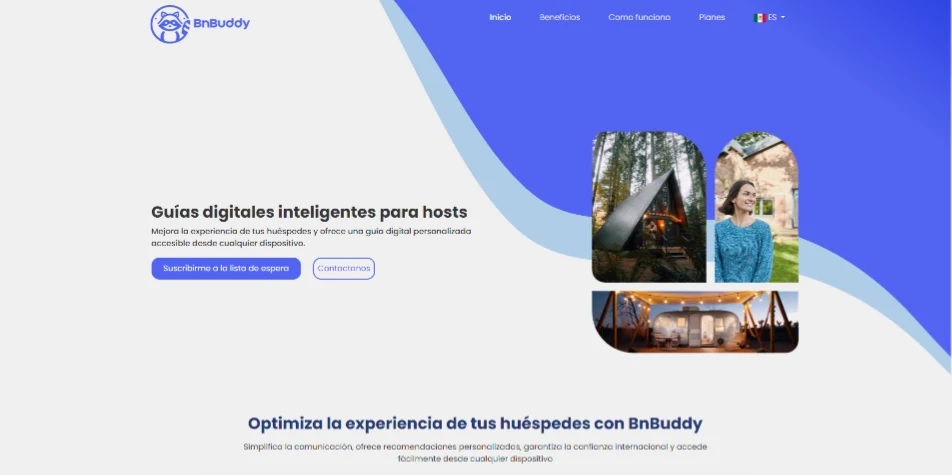 BnBuddy
Inicio
Beneficios
Como funciona
Planes
ES
Guías digitales inteligentes para hosts
Mejora la experiencia de tus huéspedes y ofrece una guía digital personalizada
accesible desde cualquier dispositivo.
Suscribirme a la lista de espera
Contactanos
Optimiza la experiencia de tus huéspedes con BnBuddy
Simplifica la comunicación, ofrece recomendaciones personalizadas, garantiza la confianza internacional y accede
fácilmente desde cualquier dispositivo